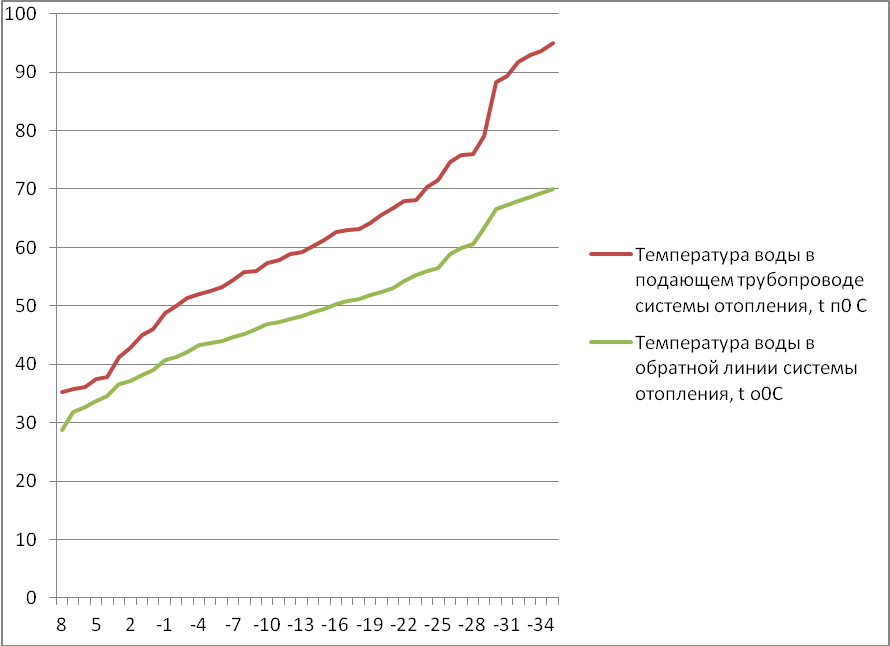 100
90
80
70
60
50
40
30
20
10
0
8 5 2 -1 -4 -7 -10 -13 -16 -19 -22 -25 -28 -31 -34
Температура воды в
подающем трубопроводе
системы отопления, t п0 С
Температура воды в
обратной линии системы
отопления, t о0С